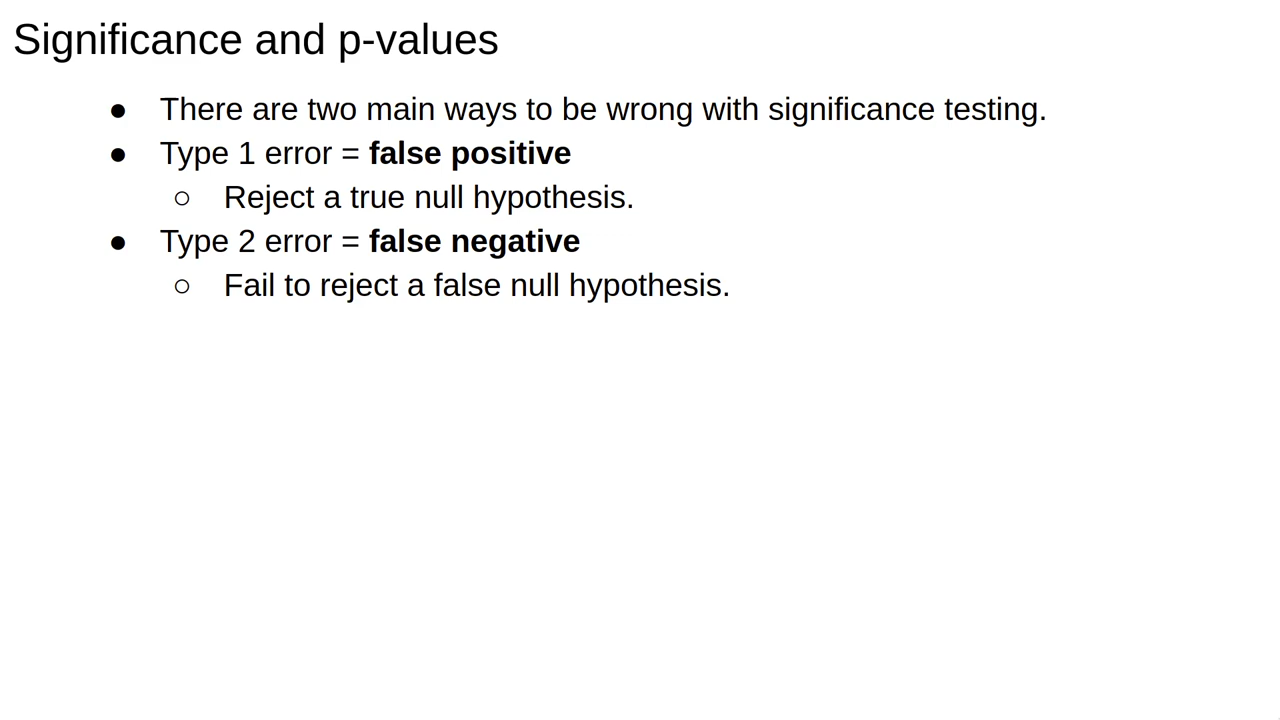 Significance and p-values
● There are two main ways to be wrong with significance testing.
● Type 1 error = false positive
○ Reject a true null hypothesis.
● Type 2 error = false negative
○ Fail to reject a false null hypothesis.